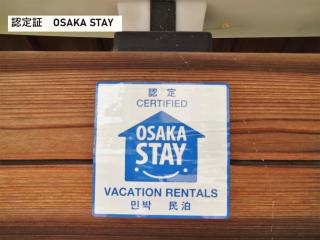 認定証 OSAKA STAY
認定
CERTIFIED
OSAKA
STAY
VACATION RENTALS
민박 民泊